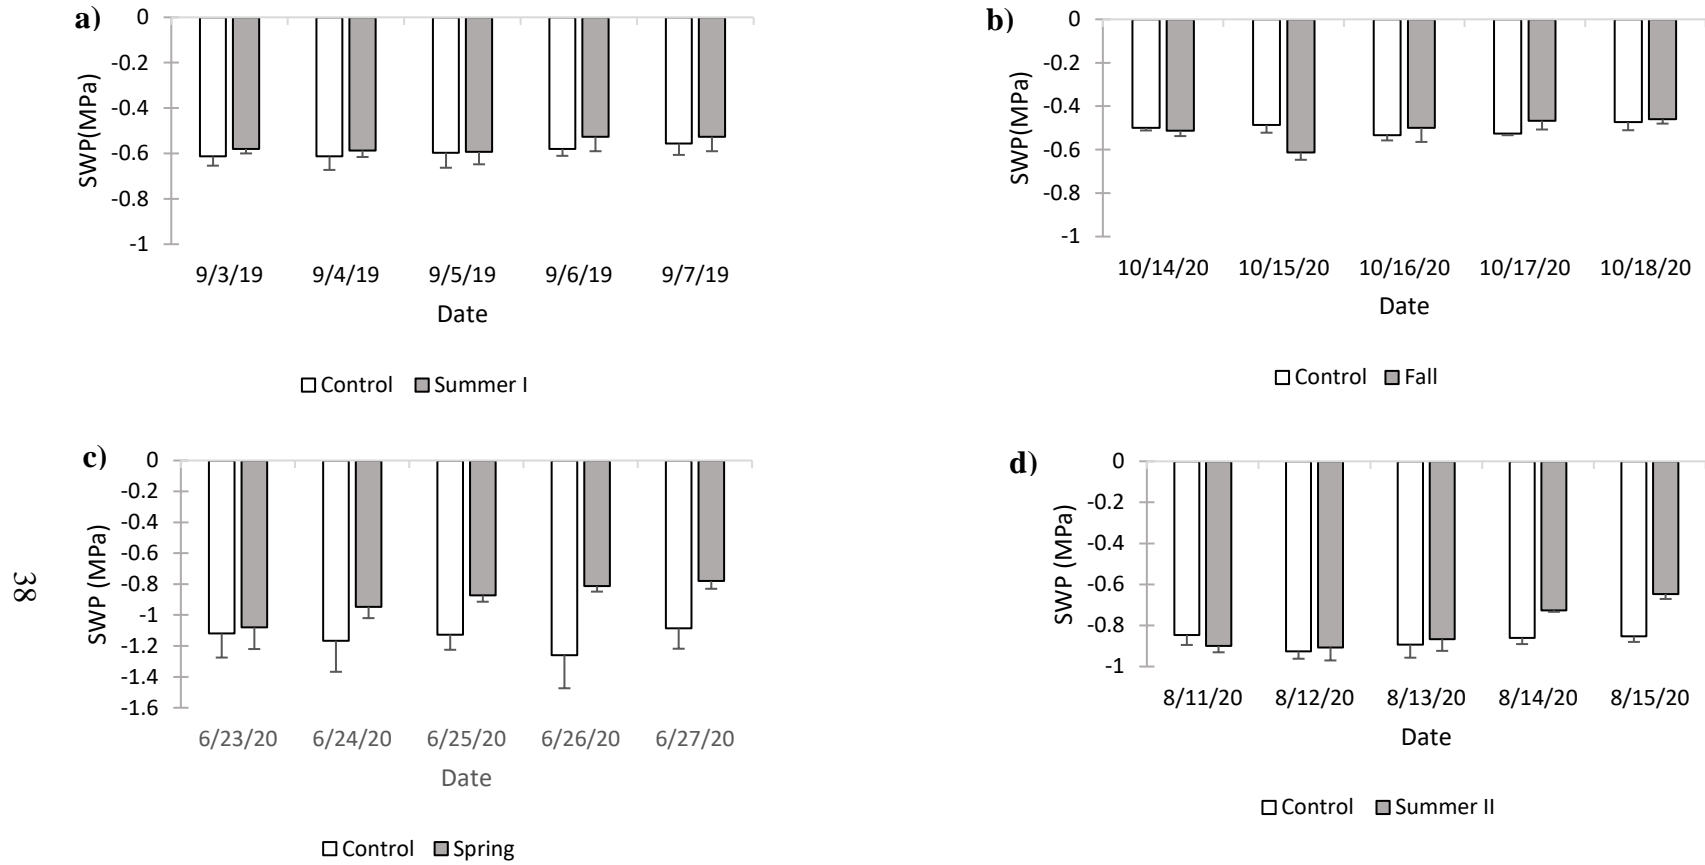 a)
0
-0.2
-0.4
-0.6
-0.8
-1
SWP(MPa)
9/3/19 9/4/19 9/5/19 9/6/19 9/7/19
Date
Control Summer I
b)
0
-0.2
-0.4
-0.6
-0.8
-1
SWP(MPa)
10/14/20 10/15/20 10/16/20 10/17/20 10/18/20
Date
Control Fall
c)
0
-0.2
-0.4
-0.6
-0.8
-1
-1.2
-1.4
-1.6
SWP (MPa)
6/23/20 6/24/20 6/25/20 6/26/20 6/27/20
Date
Control Spring
d)
0
-0.2
-0.4
-0.6
-0.8
-1
SWP (MPa)
8/11/20 8/12/20 8/13/20 8/14/20 8/15/20
Date
Control Summer II
38